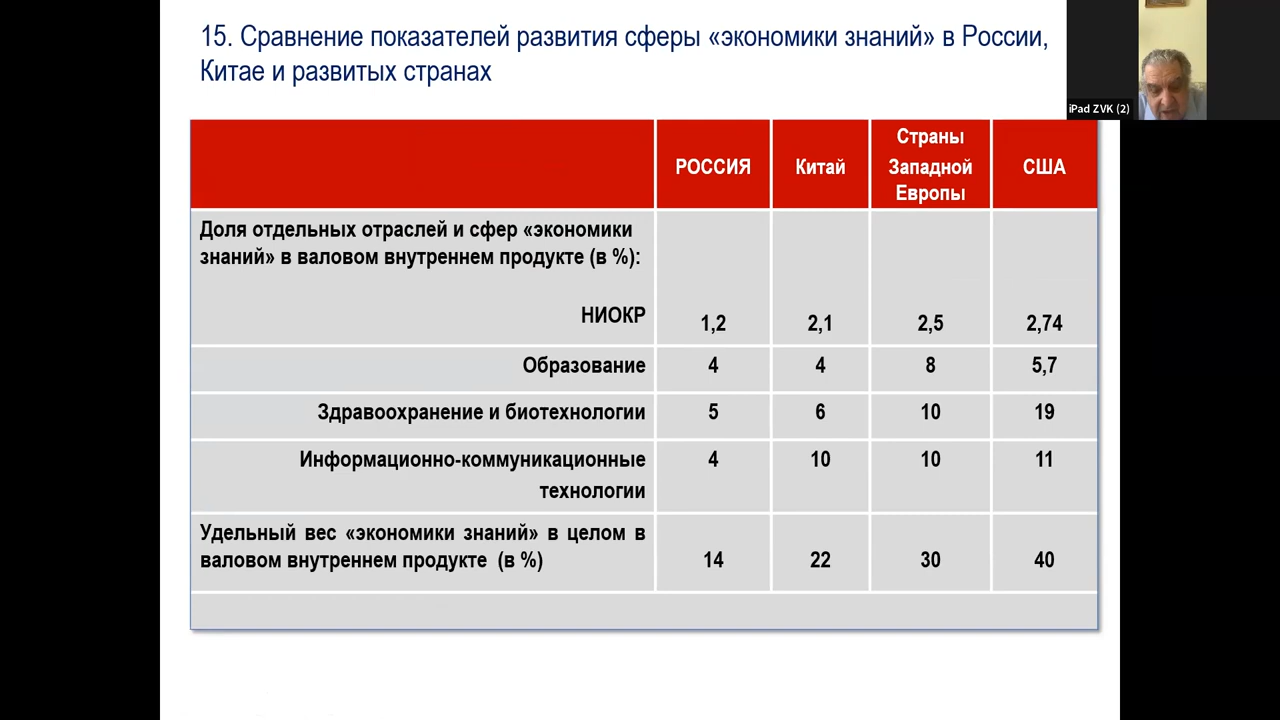 15. Сравнение показателей развития сферы «экономики знаний» в России,
Китае и развитых странах
iPad ZVK (2)
РОССИЯ
Китай
Страны
Западной
Европы
США
Доля отдельных отраслей и сфер «экономики
знаний» в валовом внутреннем продукте (в %):
НИОКР 1,2 2,1 2,5 2,74
Образование 4 4 8 5,7
Здравоохранение и биотехнологии 5 6 10 19
Информационно-коммуникационные 4 10 10 11
технологии
Удельный вес «экономики знаний» в целом в
валовом внутреннем продукте (в %) 14 22 30 40